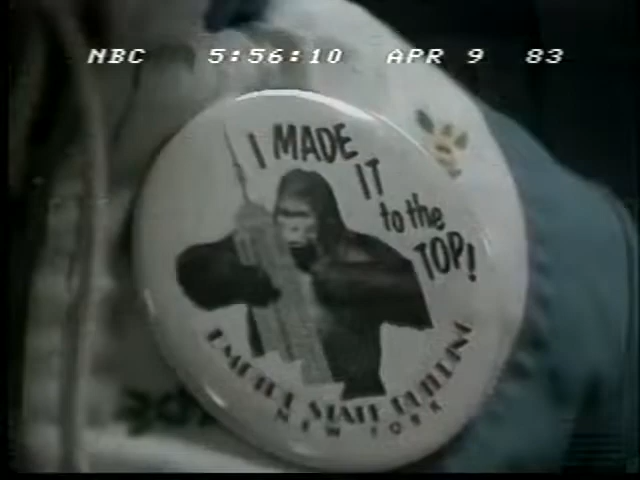 NBC 5:56:10 APR 9 83
I MADE
IT
to the
TOP!
EMPIRE STATE BUILDING
NEW YORK